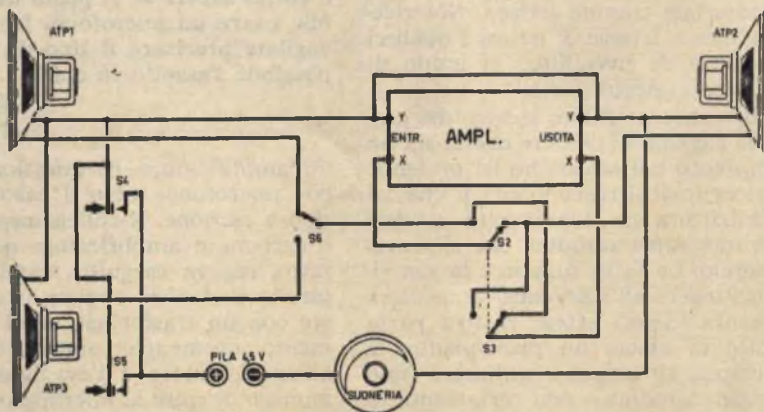 ATP1
ATP2
Y
Y
ENTR
AMPL.
USCITA
X
X
S4
S6
S2
S3
S5
ATP3
PILA 4,5 V
+
−
SUONERIA